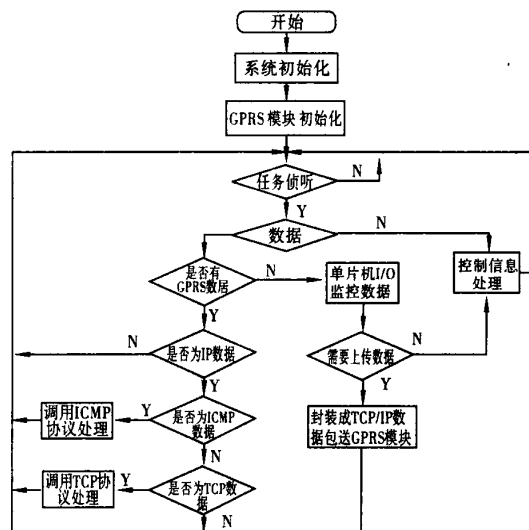 开始
系统初始化
GPRS模块初始化
任务侦听
N
Y
数据
N
是否有
GPRS数居
N
单片机I/O
监控数据
控制信息
处理
Y
N
是否为IP数据
需要上传数据
N
Y
Y
调用ICMP
协议处理
Y
是否为ICMP
数据
封装成TCP/IP数
据包送GPRS模块
N
调用TCP协
议处理
Y
是否为TCP数
据
N